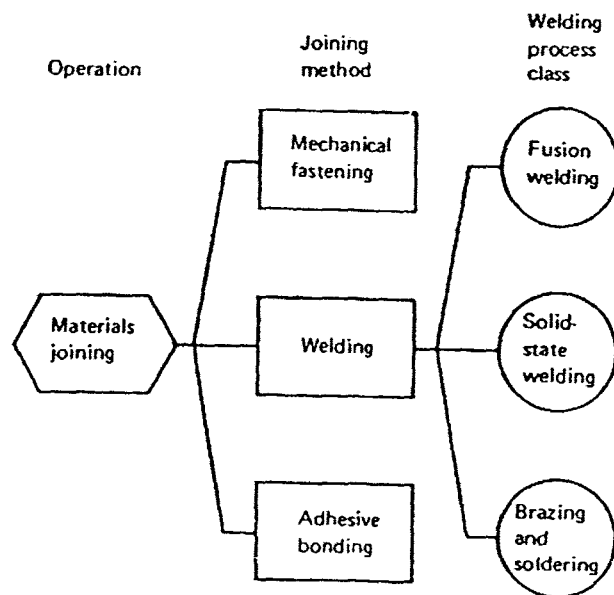 Operation
Joining
method
Welding
process
class
Mechanical
fastening
Fusion
welding
Materials
joining
Welding
Solid-
state
welding
Adhesive
bonding
Brazing
and
soldering